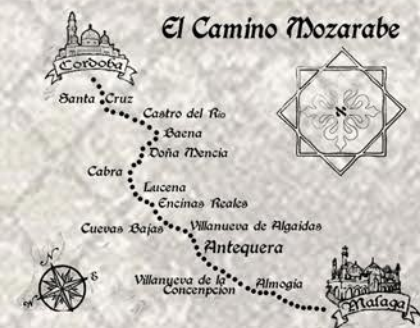 El Camino Mozarabe
Cordoba
Santa Cruz
Castro del Rio
Baena
Doña Mencia
Cabra
Lucena
Encinas Reales
Cuevas Bajas
Villanueva de Algaidas
Antequera
Villanueva de la
Concenpcion
Almogia
Malaga
N